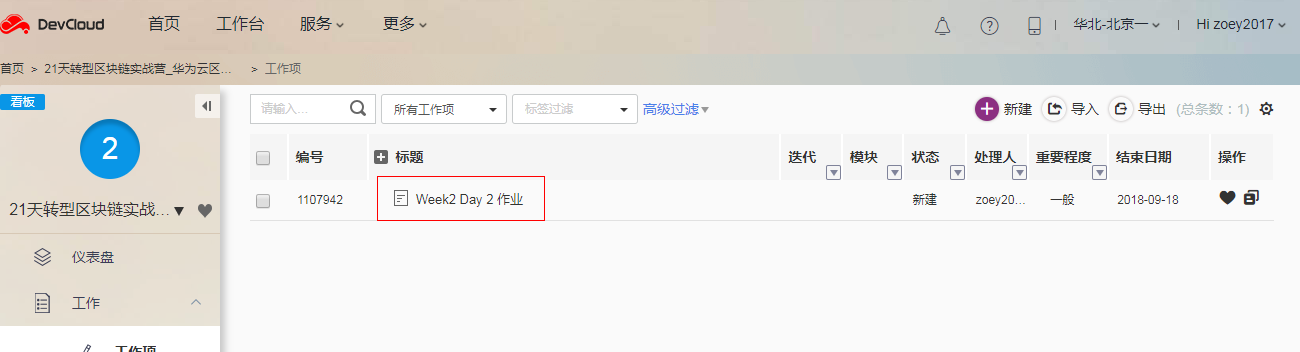 DevCloud 首页 工作台 服务 更多 华北-北京一 Hi zoey2017
首页 > 21天转型区块链实战营_华为云区... > 工作项
看板
2
21天转型区块链实战...
仪表盘
工作
工作项
请输入... 所有工作项 标签过滤 高级过滤 新建 导入 导出 (总条数：1)
编号 标题 迭代 模块 状态 处理人 重要程度 结束日期 操作
1107942 Week2 Day 2 作业 新建 zoey20... 一般 2018-09-18